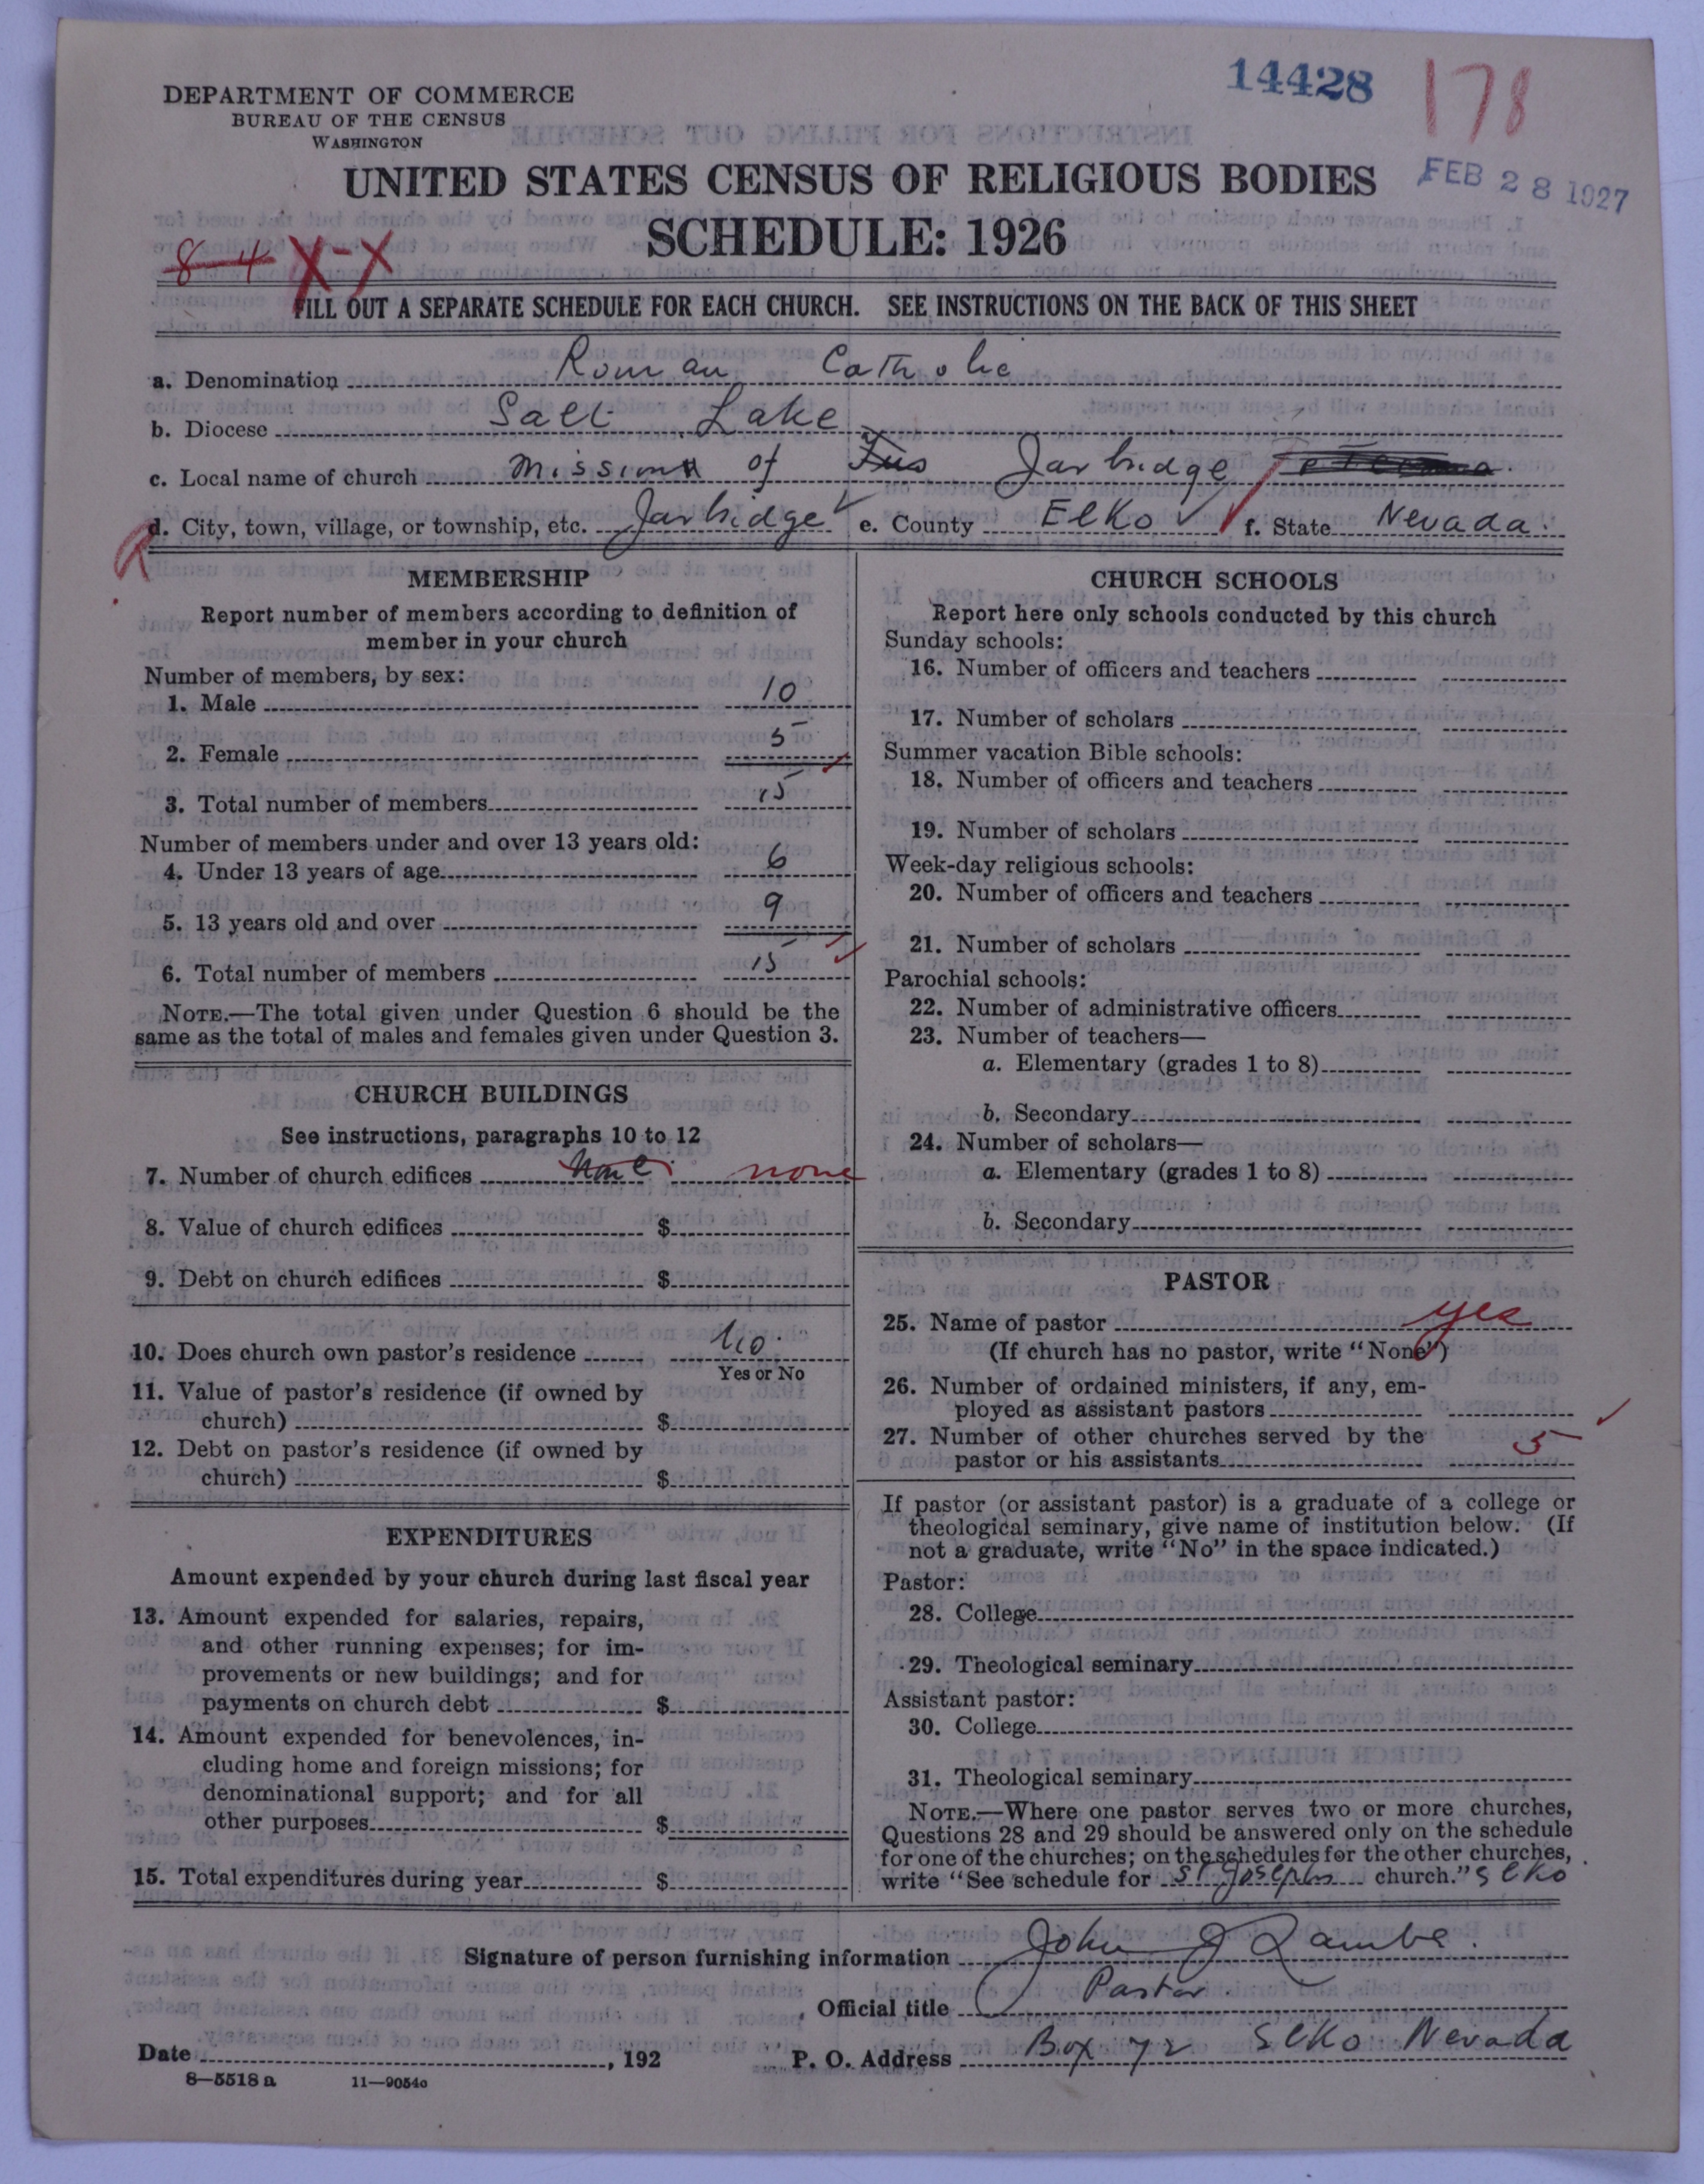 14428 178
DEPARTMENT OF COMMERCE
BUREAU OF THE CENSUS
WASHINGTON
FEB 28 1927
UNITED STATES CENSUS OF RELIGIOUS BODIES
SCHEDULE: 1926
8-4 X-X
FILL OUT A SEPARATE SCHEDULE FOR EACH CHURCH. SEE INSTRUCTIONS ON THE BACK OF THIS SHEET
a. Denomination Roman Catholic
b. Diocese Salt Lake
c. Local name of church Mission of Jarbridge
d. City, town, village, or township, etc. Jarbridge e. County Elko f. State Nevada.
MEMBERSHIP
Report number of members according to definition of
member in your church
Number of members, by sex:
1. Male 10
2. Female 5
3. Total number of members 15
Number of members under and over 13 years old:
4. Under 13 years of age 6
5. 13 years old and over 9
6. Total number of members 15
NOTE.—The total given under Question 6 should be the
same as the total of males and females given under Question 3.
CHURCH BUILDINGS
See instructions, paragraphs 10 to 12
7. Number of church edifices None none
8. Value of church edifices $
9. Debt on church edifices $
10. Does church own pastor's residence No
Yes or No
11. Value of pastor's residence (if owned by
church) $
12. Debt on pastor's residence (if owned by
church) $
EXPENDITURES
Amount expended by your church during last fiscal year
13. Amount expended for salaries, repairs,
and other running expenses; for im-
provements or new buildings; and for
payments on church debt $
14. Amount expended for benevolences, in-
cluding home and foreign missions; for
denominational support; and for all
other purposes $
15. Total expenditures during year $
CHURCH SCHOOLS
Report here only schools conducted by this church
Sunday schools:
16. Number of officers and teachers
17. Number of scholars
Summer vacation Bible schools:
18. Number of officers and teachers
19. Number of scholars
Week-day religious schools:
20. Number of officers and teachers
21. Number of scholars
Parochial schools:
22. Number of administrative officers
23. Number of teachers—
a. Elementary (grades 1 to 8)
b. Secondary
24. Number of scholars—
a. Elementary (grades 1 to 8)
b. Secondary
PASTOR
25. Name of pastor yes
(If church has no pastor, write "None")
26. Number of ordained ministers, if any, em-
ployed as assistant pastors
27. Number of other churches served by the
pastor or his assistants 5
If pastor (or assistant pastor) is a graduate of a college or
theological seminary, give name of institution below. (If
not a graduate, write "No" in the space indicated.)
Pastor:
28. College
29. Theological seminary
Assistant pastor:
30. College
31. Theological seminary
NOTE.—Where one pastor serves two or more churches,
Questions 28 and 29 should be answered only on the schedule
for one of the churches; on the schedules for the other churches,
write "See schedule for St Josephs church." Elko
Signature of person furnishing information John J Lambe.
Official title Pastor
Date , 192 P. O. Address Box 72 Elko Nevada
8—5518 a 11—9054c